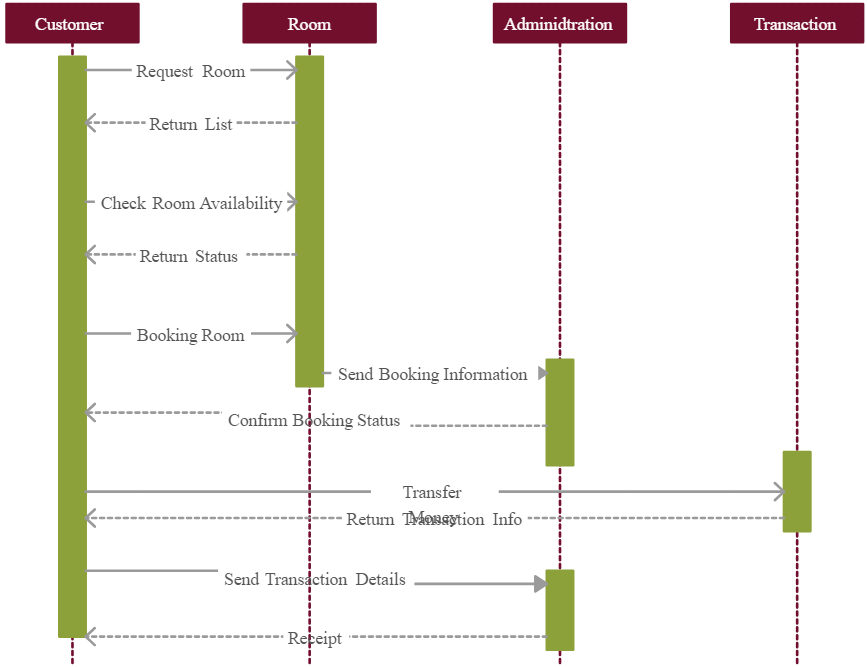 Customer
Room
Adminidtration
Transaction
Request Room
Return List
Check Room Availability
Return Status
Booking Room
Send Booking Information
Confirm Booking Status
Transfer
Money
Return Transaction Info
Send Transaction Details
Receipt